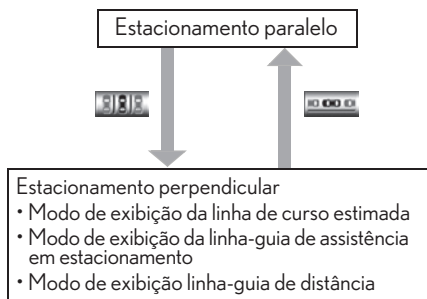 Estacionamento paralelo
Estacionamento perpendicular
• Modo de exibição da linha de curso estimada
• Modo de exibição da linha-guia de assistência
em estacionamento
• Modo de exibição linha-guia de distância